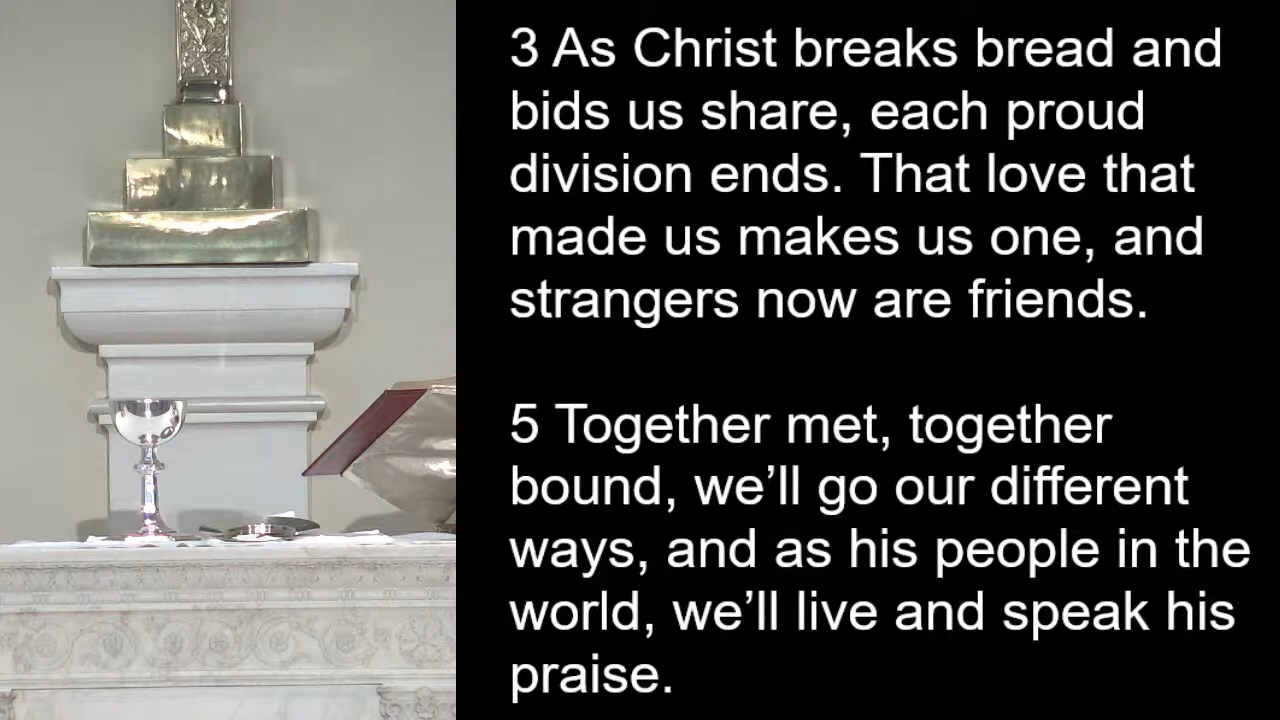 3 As Christ breaks bread and
bids us share, each proud
division ends. That love that
made us makes us one, and
strangers now are friends.
5 Together met, together
bound, we’ll go our different
ways, and as his people in the
world, we’ll live and speak his
praise.